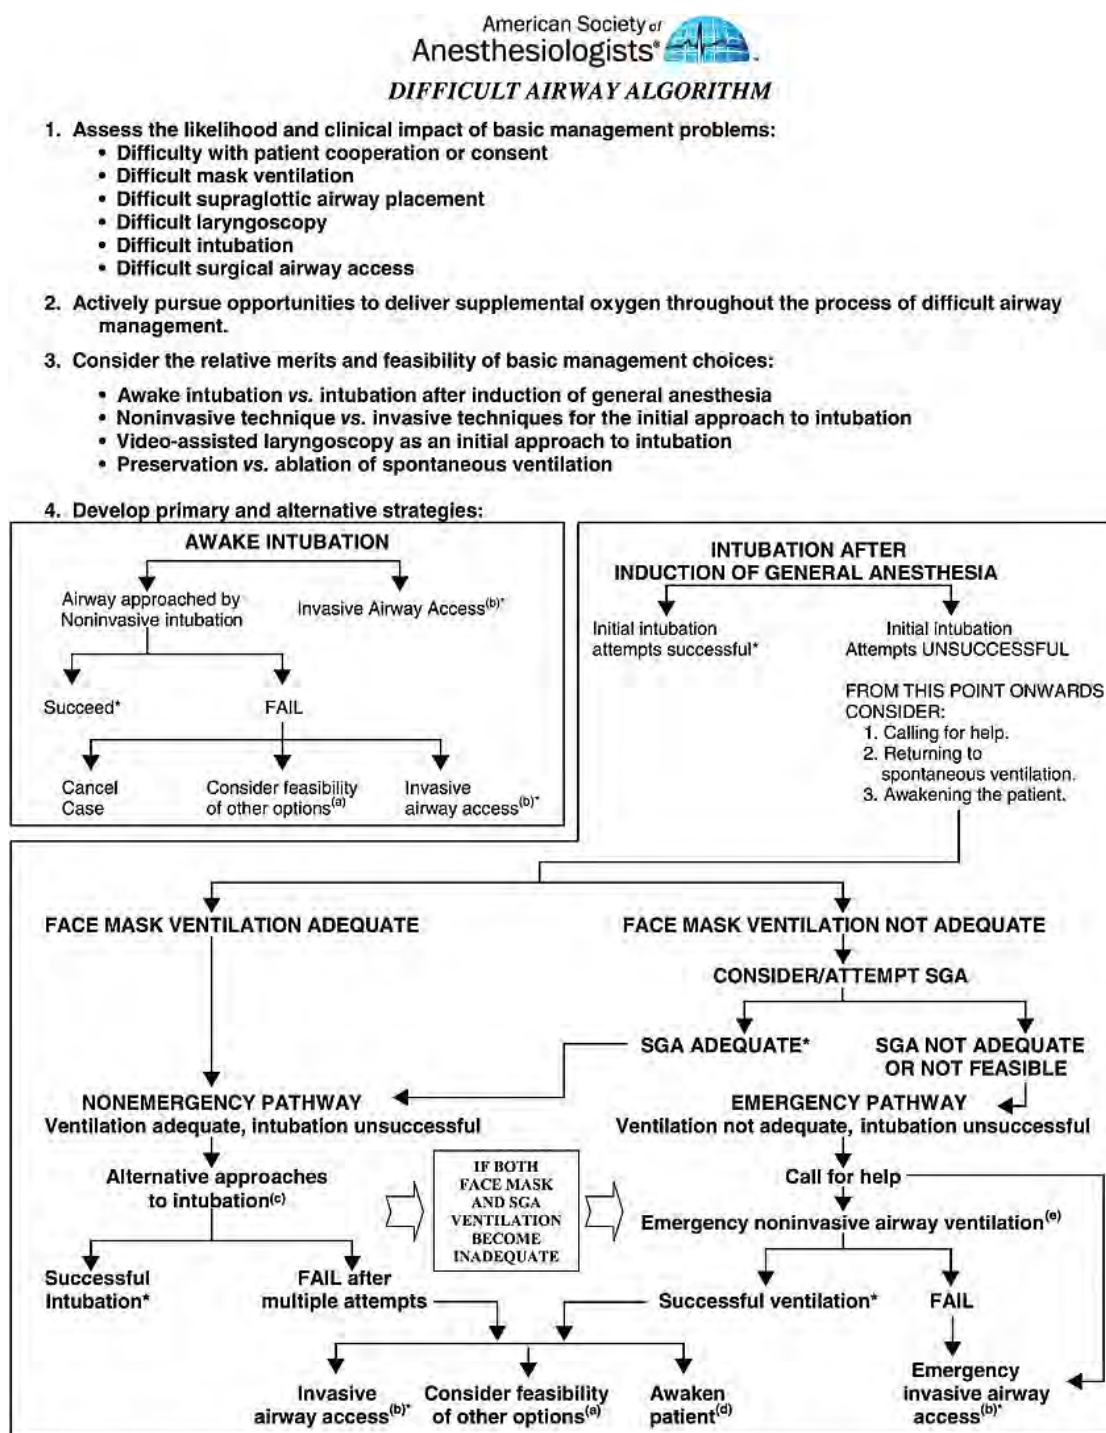 American Society of
Anesthesiologists®
DIFFICULT AIRWAY ALGORITHM
1. Assess the likelihood and clinical impact of basic management problems:
• Difficulty with patient cooperation or consent
• Difficult mask ventilation
• Difficult supraglottic airway placement
• Difficult laryngoscopy
• Difficult intubation
• Difficult surgical airway access
2. Actively pursue opportunities to deliver supplemental oxygen throughout the process of difficult airway
management.
3. Consider the relative merits and feasibility of basic management choices:
• Awake intubation vs. intubation after induction of general anesthesia
• Noninvasive technique vs. invasive techniques for the initial approach to intubation
• Video-assisted laryngoscopy as an initial approach to intubation
• Preservation vs. ablation of spontaneous ventilation
4. Develop primary and alternative strategies:
AWAKE INTUBATION
Airway approached by
Noninvasive intubation
Invasive Airway Access(b)*
Succeed*
FAIL
Cancel
Case
Consider feasibility
of other options(a)
Invasive
airway access(b)*
INTUBATION AFTER
INDUCTION OF GENERAL ANESTHESIA
Initial intubation
attempts successful*
Initial intubation
Attempts UNSUCCESSFUL
FROM THIS POINT ONWARDS
CONSIDER:
1. Calling for help.
2. Returning to
spontaneous ventilation.
3. Awakening the patient.
FACE MASK VENTILATION ADEQUATE
FACE MASK VENTILATION NOT ADEQUATE
CONSIDER/ATTEMPT SGA
SGA ADEQUATE*
SGA NOT ADEQUATE
OR NOT FEASIBLE
NONEMERGENCY PATHWAY
Ventilation adequate, intubation unsuccessful
EMERGENCY PATHWAY
Ventilation not adequate, intubation unsuccessful
Alternative approaches
to intubation(c)
IF BOTH
FACE MASK
AND SGA
VENTILATION
BECOME
INADEQUATE
Call for help
Emergency noninvasive airway ventilation(e)
Successful
Intubation*
FAIL after
multiple attempts
Successful ventilation*
FAIL
Invasive
airway access(b)*
Consider feasibility
of other options(a)
Awaken
patient(d)
Emergency
invasive airway
access(b)*